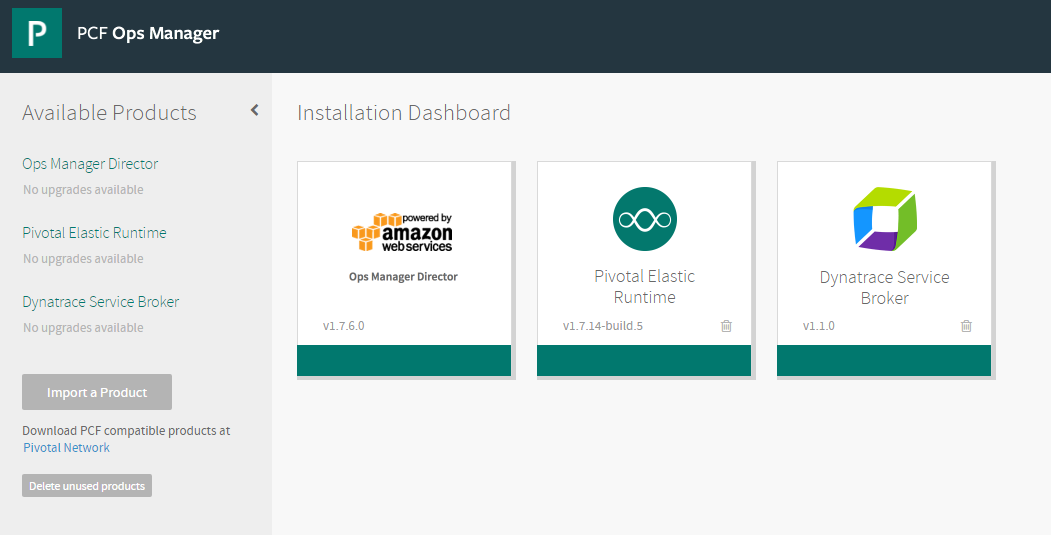 P
PCF Ops Manager
Available Products
Ops Manager Director
No upgrades available
Pivotal Elastic Runtime
No upgrades available
Dynatrace Service Broker
No upgrades available
Import a Product
Download PCF compatible products at
Pivotal Network
Delete unused products
Installation Dashboard
powered by
amazon
webservices
Ops Manager Director
v1.7.6.0
Pivotal Elastic
Runtime
v1.7.14-build.5
Dynatrace Service
Broker
v1.1.0